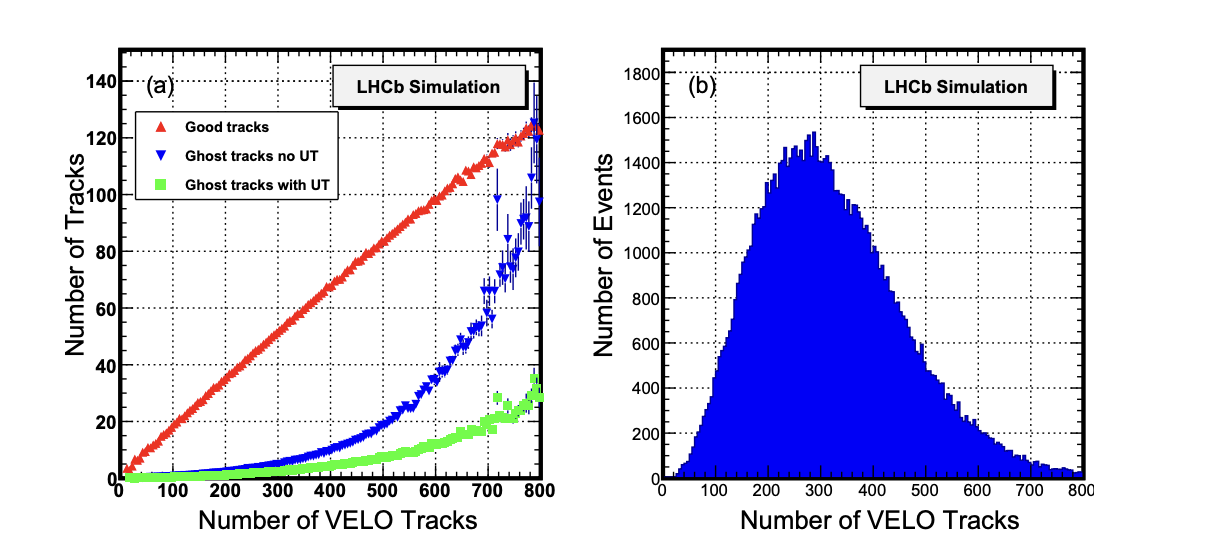 (a)
LHCb Simulation
Good tracks
Ghost tracks no UT
Ghost tracks with UT
Number of Tracks
140
120
100
80
60
40
20
0
0 100 200 300 400 500 600 700 800
Number of VELO Tracks
(b)
LHCb Simulation
Number of Events
1800
1600
1400
1200
1000
800
600
400
200
0
0 100 200 300 400 500 600 700 800
Number of VELO Tracks